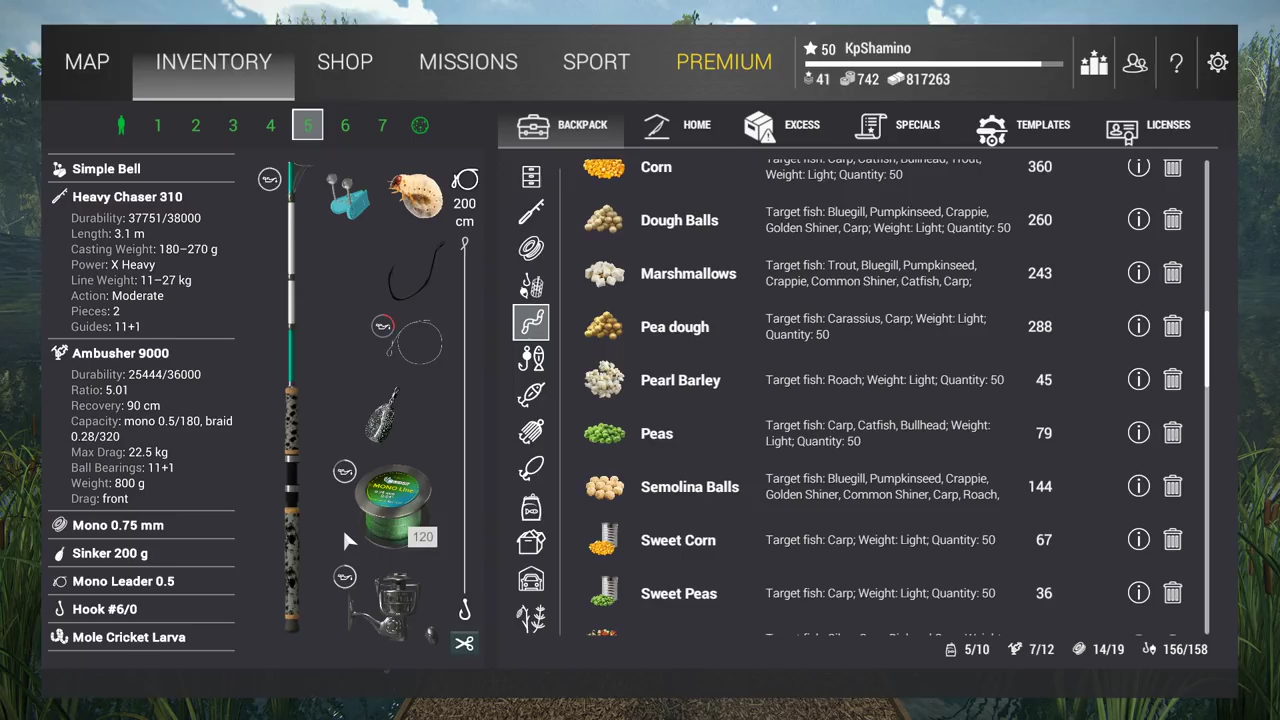 MAP INVENTORY SHOP MISSIONS SPORT PREMIUM
50 KpShamino
41 742 817263
?
1 2 3 4 5 6 7
BACKPACK HOME EXCESS SPECIALS TEMPLATES LICENSES
Simple Bell
Heavy Chaser 310
Durability: 37751/38000
Length: 3.1 m
Casting Weight: 180–270 g
Power: X Heavy
Line Weight: 11–27 kg
Action: Moderate
Pieces: 2
Guides: 11+1
Ambusher 9000
Durability: 25444/36000
Ratio: 5.01
Recovery: 90 cm
Capacity: mono 0.5/180, braid
0.28/320
Max Drag: 22.5 kg
Ball Bearings: 11+1
Weight: 800 g
Drag: front
Mono 0.75 mm
Sinker 200 g
Mono Leader 0.5
Hook #6/0
Mole Cricket Larva
200
cm
MONO LINE
120
Corn
Target fish: Carp, Catfish, Bullhead, Trout,
Weight: Light; Quantity: 50
360
Dough Balls
Target fish: Bluegill, Pumpkinseed, Crappie,
Golden Shiner, Carp; Weight: Light; Quantity: 50
260
Marshmallows
Target fish: Trout, Bluegill, Pumpkinseed,
Crappie, Common Shiner, Catfish, Carp;
243
Pea dough
Target fish: Carassius, Carp; Weight: Light;
Quantity: 50
288
Pearl Barley
Target fish: Roach; Weight: Light; Quantity: 50
45
Peas
Target fish: Carp, Catfish, Bullhead; Weight:
Light; Quantity: 50
79
Semolina Balls
Target fish: Bluegill, Pumpkinseed, Crappie,
Golden Shiner, Common Shiner, Carp, Roach,
144
Sweet Corn
Target fish: Carp; Weight: Light; Quantity: 50
67
Sweet Peas
Target fish: Carp; Weight: Light; Quantity: 50
36
5/10 7/12 14/19 156/158